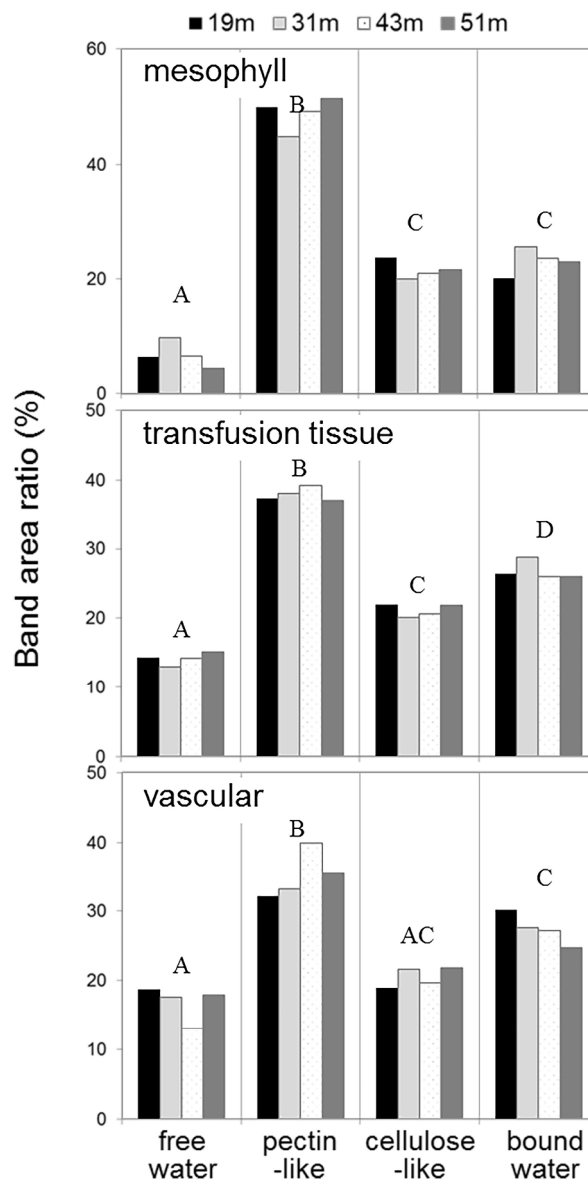 19m 31m 43m 51m
Band area ratio (%)
60
mesophyll
B
40
C C
20
A
0
50
transfusion tissue
B
40
D
30
C
20
A
10
0
50
vascular
B
40
C
30
AC
A
20
10
0
free pectin cellulose bound
water -like -like water